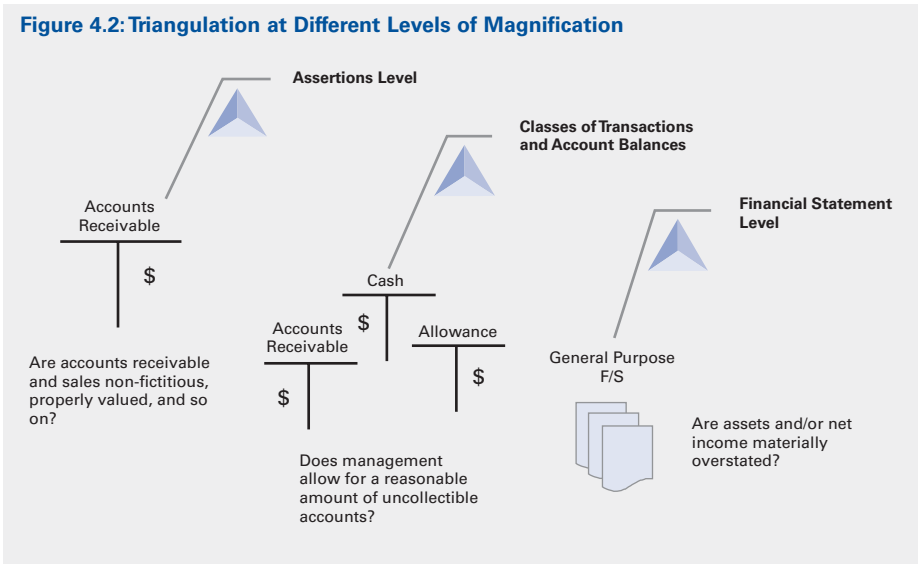 Figure 4.2: Triangulation at Different Levels of Magnification
Assertions Level
Accounts
Receivable
$
Are accounts receivable
and sales non-fictitious,
properly valued, and so
on?
Classes of Transactions
and Account Balances
Cash
$
Accounts
Receivable
$
Allowance
$
Does management
allow for a reasonable
amount of uncollectible
accounts?
Financial Statement
Level
General Purpose
F/S
Are assets and/or net
income materially
overstated?